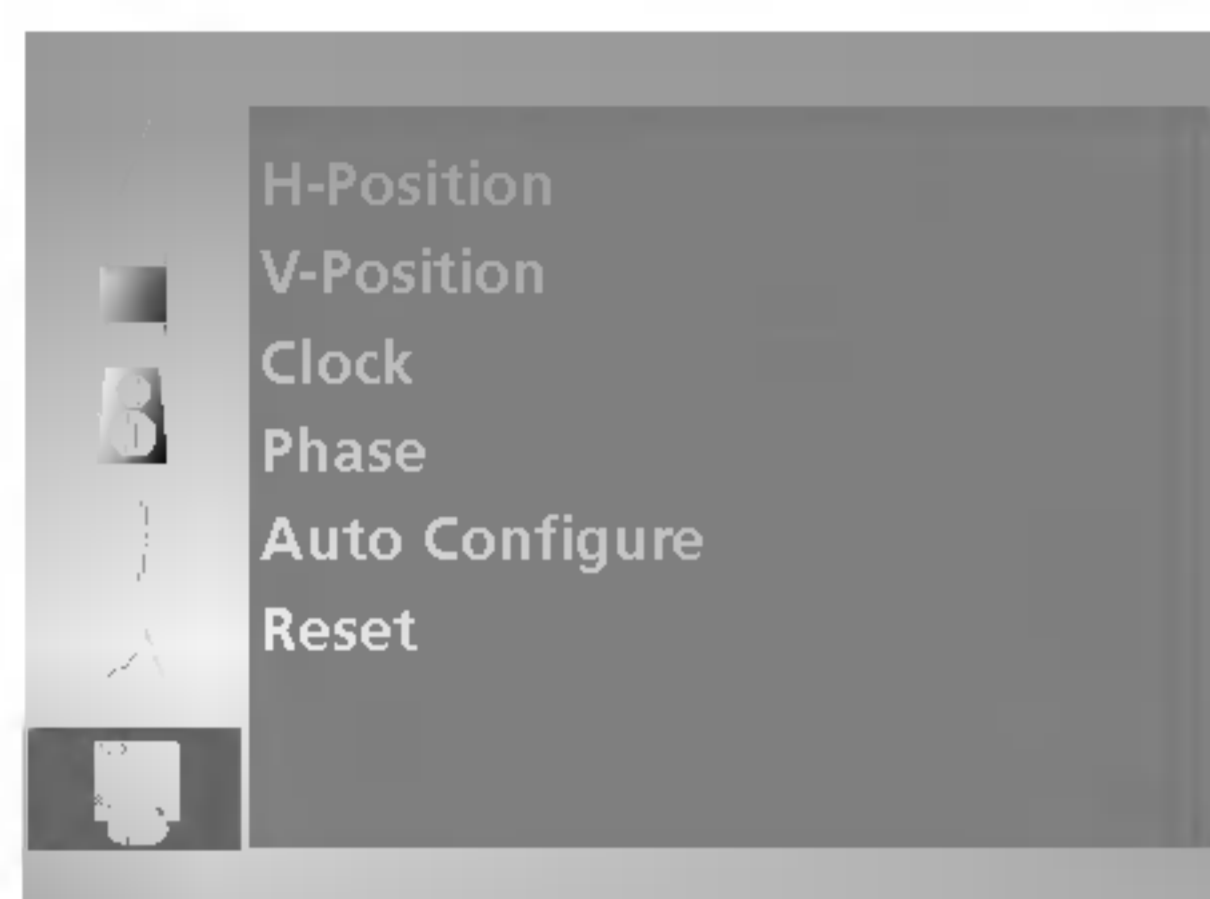 H-Position
V-Position
Clock
Phase
Auto Configure
Reset